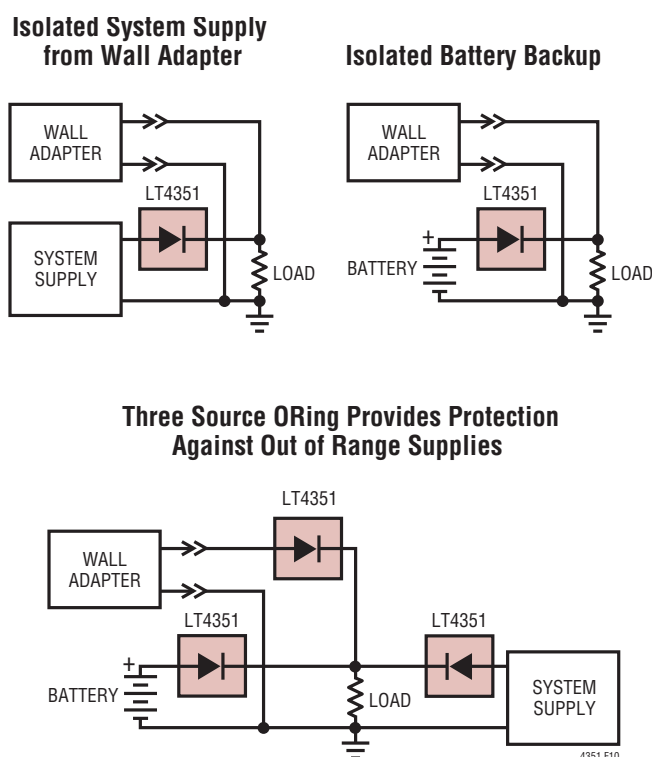 Isolated System Supply
from Wall Adapter
WALL
ADAPTER
LT4351
SYSTEM
SUPPLY
LOAD
Isolated Battery Backup
WALL
ADAPTER
LT4351
+
BATTERY
LOAD
Three Source ORing Provides Protection
Against Out of Range Supplies
LT4351
WALL
ADAPTER
LT4351
LT4351
+
BATTERY
LOAD
SYSTEM
SUPPLY
4351 F10